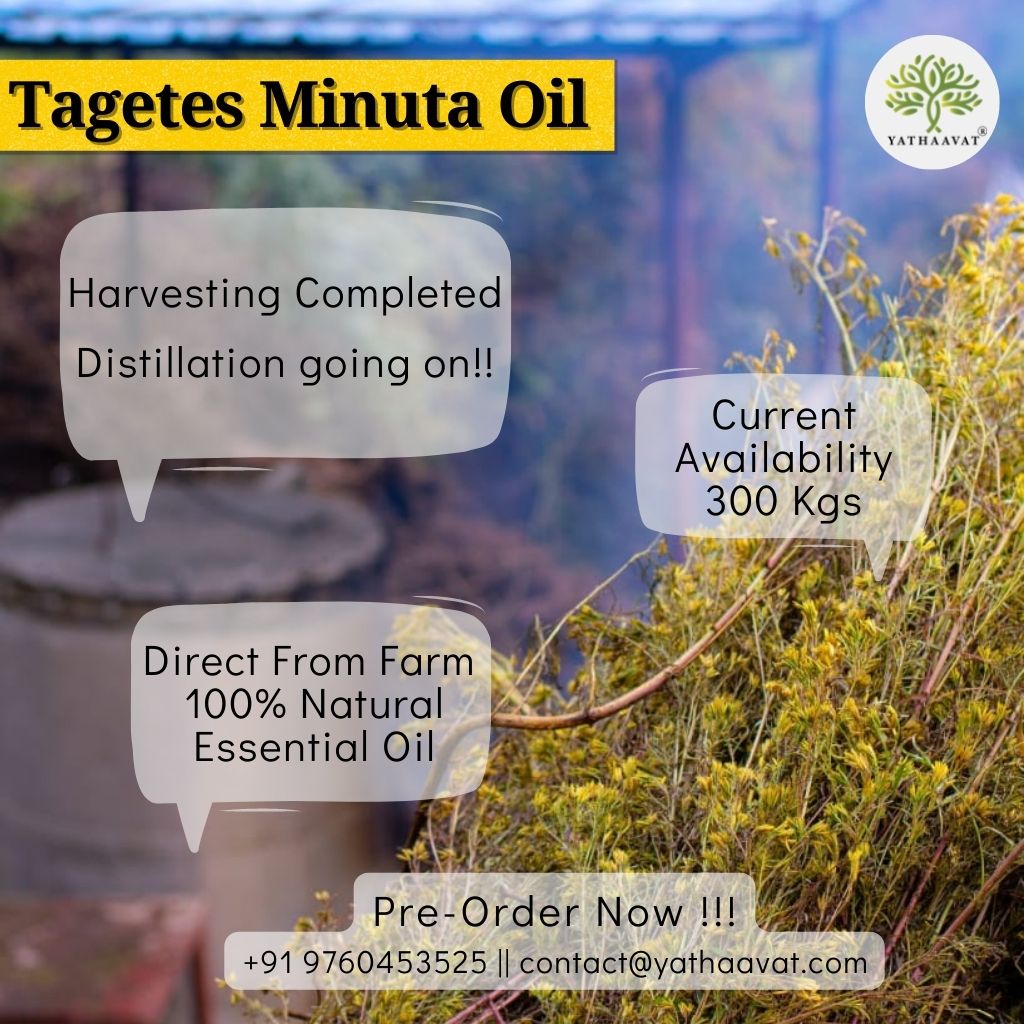 Tagetes Minuta Oil
YATHAAVAT®
Harvesting Completed
Distillation going on!!
Current
Availability
300 Kgs
Direct From Farm
100% Natural
Essential Oil
Pre-Order Now !!!
+91 9760453525 || contact@yathaavat.com